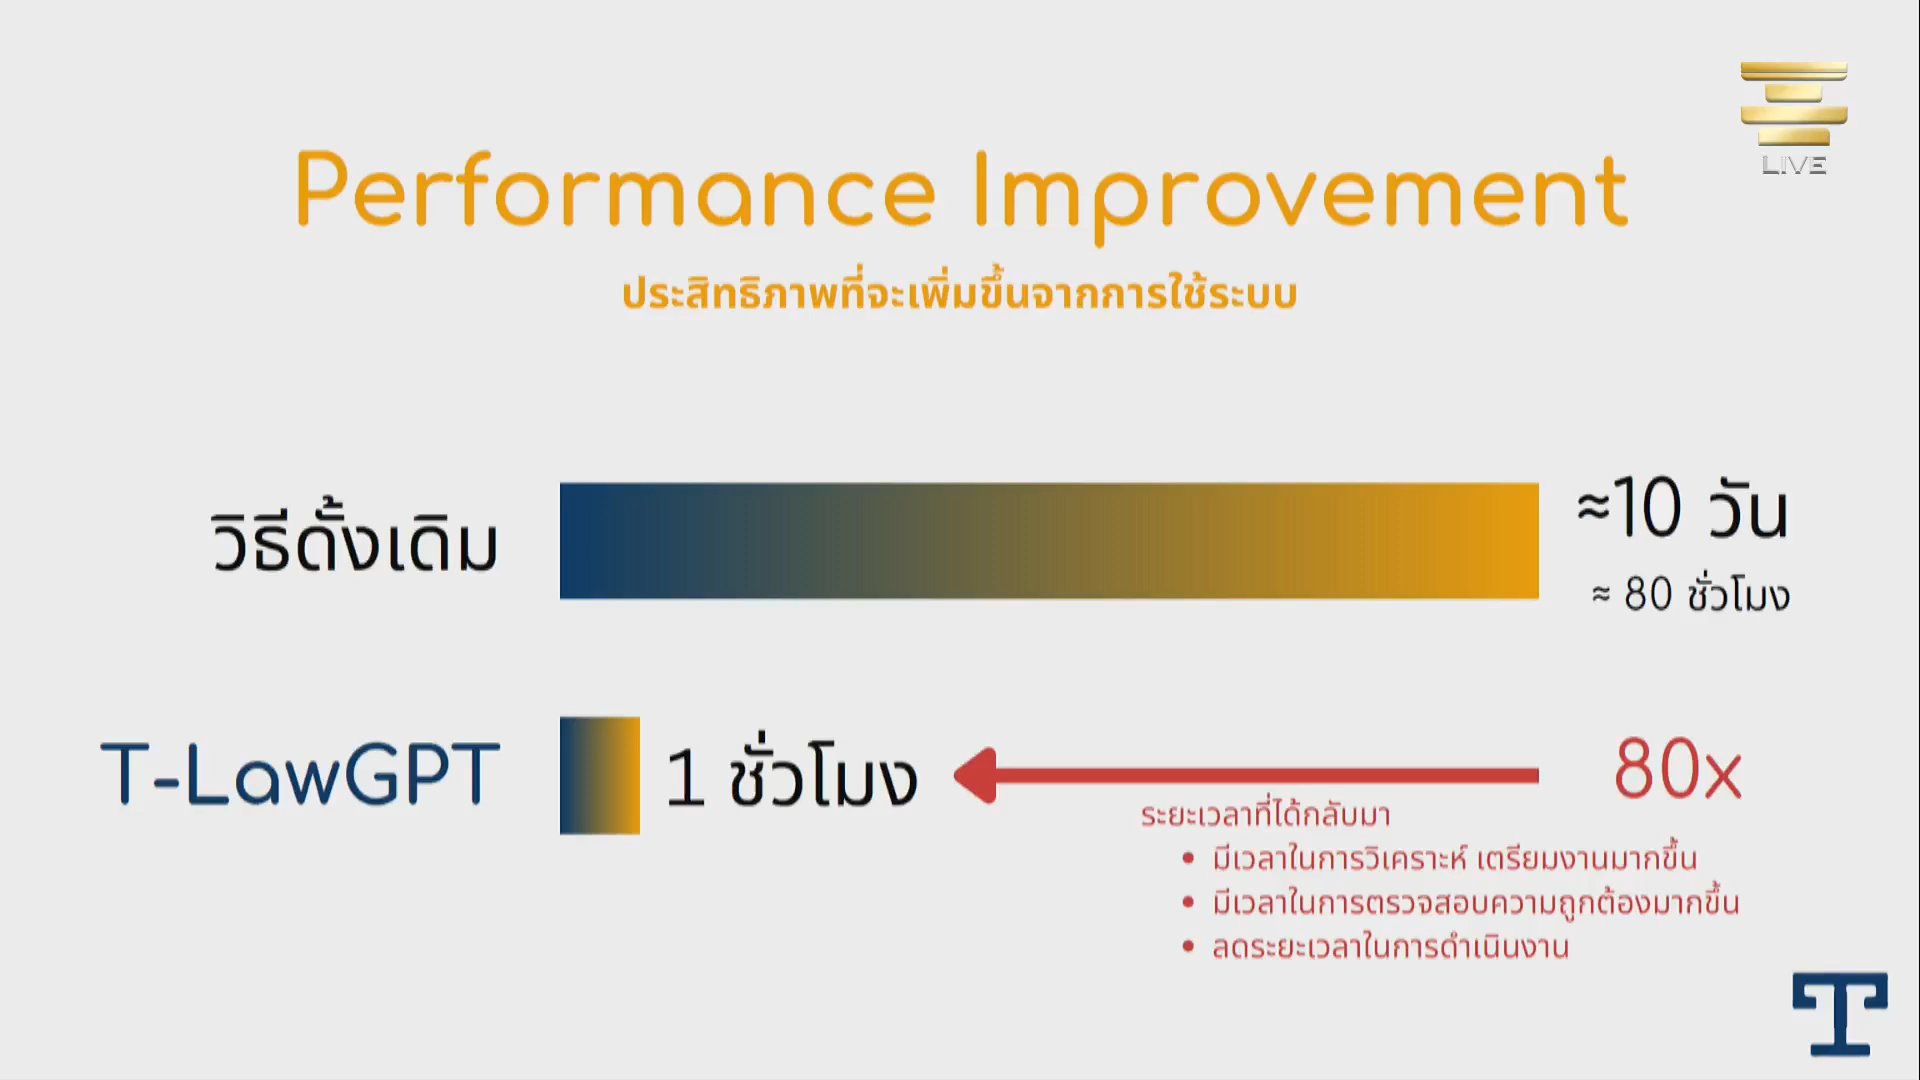 LIVE
Performance Improvement
ประสิทธิภาพที่จะเพิ่มขึ้นจากการใช้ระบบ
วิธีดั้งเดิม
≈10 วัน
≈ 80 ชั่วโมง
T-LawGPT
1 ชั่วโมง
80x
ระยะเวลาที่ได้กลับมา
• มีเวลาในการวิเคราะห์ เตรียมงานมากขึ้น
• มีเวลาในการตรวจสอบความถูกต้องมากขึ้น
• ลดระยะเวลาในการดำเนินงาน
T